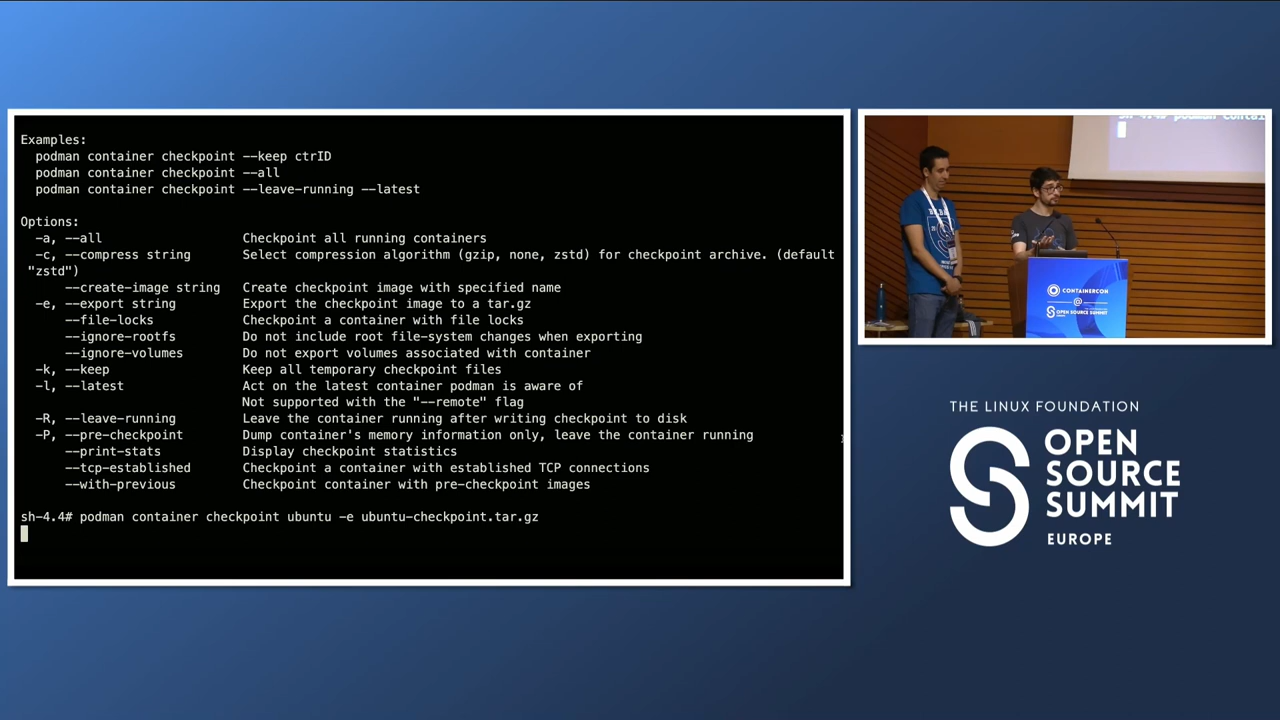 Examples:
podman container checkpoint --keep ctrID
podman container checkpoint --all
podman container checkpoint --leave-running --latest
Options:
-a, --all Checkpoint all running containers
-c, --compress string Select compression algorithm (gzip, none, zstd) for checkpoint archive. (default
"zstd")
--create-image string Create checkpoint image with specified name
-e, --export string Export the checkpoint image to a tar.gz
--file-locks Checkpoint a container with file locks
--ignore-rootfs Do not include root file-system changes when exporting
--ignore-volumes Do not export volumes associated with container
-k, --keep Keep all temporary checkpoint files
-l, --latest Act on the latest container podman is aware of
Not supported with the "--remote" flag
-R, --leave-running Leave the container running after writing checkpoint to disk
-P, --pre-checkpoint Dump container's memory information only, leave the container running
--print-stats Display checkpoint statistics
--tcp-established Checkpoint a container with established TCP connections
--with-previous Checkpoint container with pre-checkpoint images
sh-4.4# podman container checkpoint ubuntu -e ubuntu-checkpoint.tar.gz
CONTAINERCON
@
OPEN SOURCE SUMMIT
THE LINUX FOUNDATION
OPEN
SOURCE
SUMMIT
EUROPE